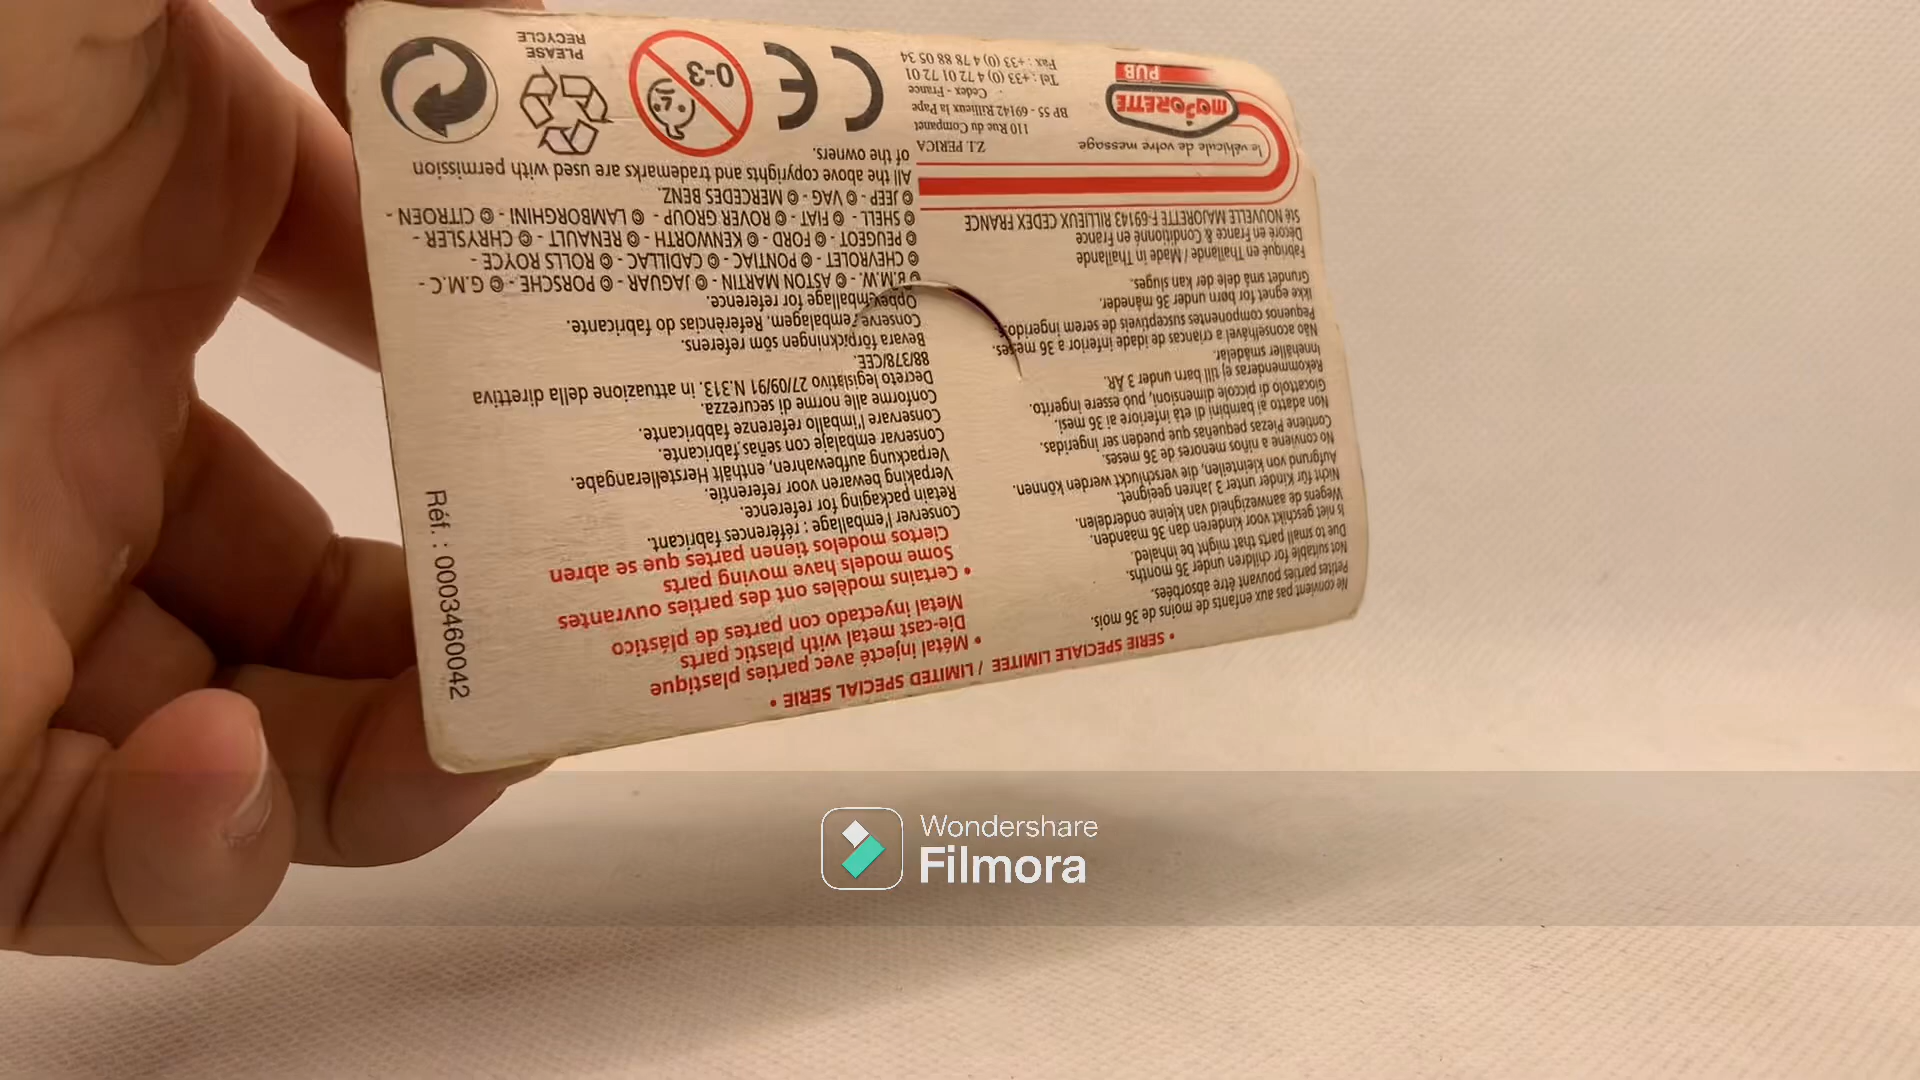 • SERIE SPECIALE LIMITEE / LIMITED SPECIAL SERIE •
Ne convient pas aux enfants de moins de 36 mois.
Petites parties pouvant être absorbées.
Not suitable for children under 36 months.
Due to small parts that might be inhaled.
Is niet geschikt voor kinderen dan 36 maanden.
Wegens de aanwezigheid van kleine onderdelen.
Nicht für Kinder unter 3 Jahren geeignet.
Aufgrund von kleinteilen, die verschluckt werden können.
No conviene a niños menores de 36 meses.
Contiene Piezas pequeñas que pueden ser ingeridas.
Non adatto ai bambini di età inferiore ai 36 mesi.
Giocattolo di piccole dimensioni, può essere ingerito.
Rekommenderas ej till barn under 3 ÅR.
Innehåller smådelar.
Não aconselhável a criancas de idade inferior a 36 meses.
Pequenos componentes susceptiveis de serem ingeridos.
Ikke egnet for børn under 36 måneder.
Grundet små dele der kan sluges.
Fabriqué en Thaïlande / Made in Thaïlande
Décoré en France & Conditionné en France
Sté NOUVELLE MAJORETTE F-69143 RILLIEUX CEDEX FRANCE
le véhicule de votre message
majORETTE
PUB
Z.I. PERICA
110 Rue du Companet
BP 55 - 69142 Rillieux la Pape
Cedex - France
Tel : +33 (0) 4 72 01 72 01
Fax : +33 (0) 4 78 88 05 34
• Métal injecté avec parties plastique
Die-cast metal with plastic parts
Metal inyectado con partes de plástico
• Certains modèles ont des parties ouvrantes
Some models have moving parts
Ciertos modelos tienen partes que se abren
Conserver l'emballage : référéces fabricant.
Retain packaging for reference.
Verpaking bewaren voor referentie.
Verpackung aufbewahren, enthält Herstellerangabe.
Conservar embalaje con señas fabricante.
Conservare l'imballo referenze fabbricante.
Conforme alle norme di securezza.
Decreto legislativo 27/09/91 N.313. in attuazione della direttiva
88/378/CEE.
Bevara förpickningen söm referens.
Conserve embalagem. Referências do fabricante.
Opbev emballage for reference.
© B.M.W. - © ASTON MARTIN - © JAGUAR - © PORSCHE - © G.M.C -
© CHEVROLET - © PONTIAC - © CADILLAC - © ROLLS ROYCE -
© PEUGEOT - © FORD - © KENWORTH - © RENAULT - © CHRYSLER -
© SHELL - © FIAT - © ROVER GROUP - © LAMBORGHINI - © CITROEN -
© JEEP - © VAG - © MERCEDES BENZ.
All the above copyrights and trademarks are used with permission
of the owners.
CE
0-3
PLEASE
RECYCLE
Réf. : 0003460042
Wondershare
Filmora